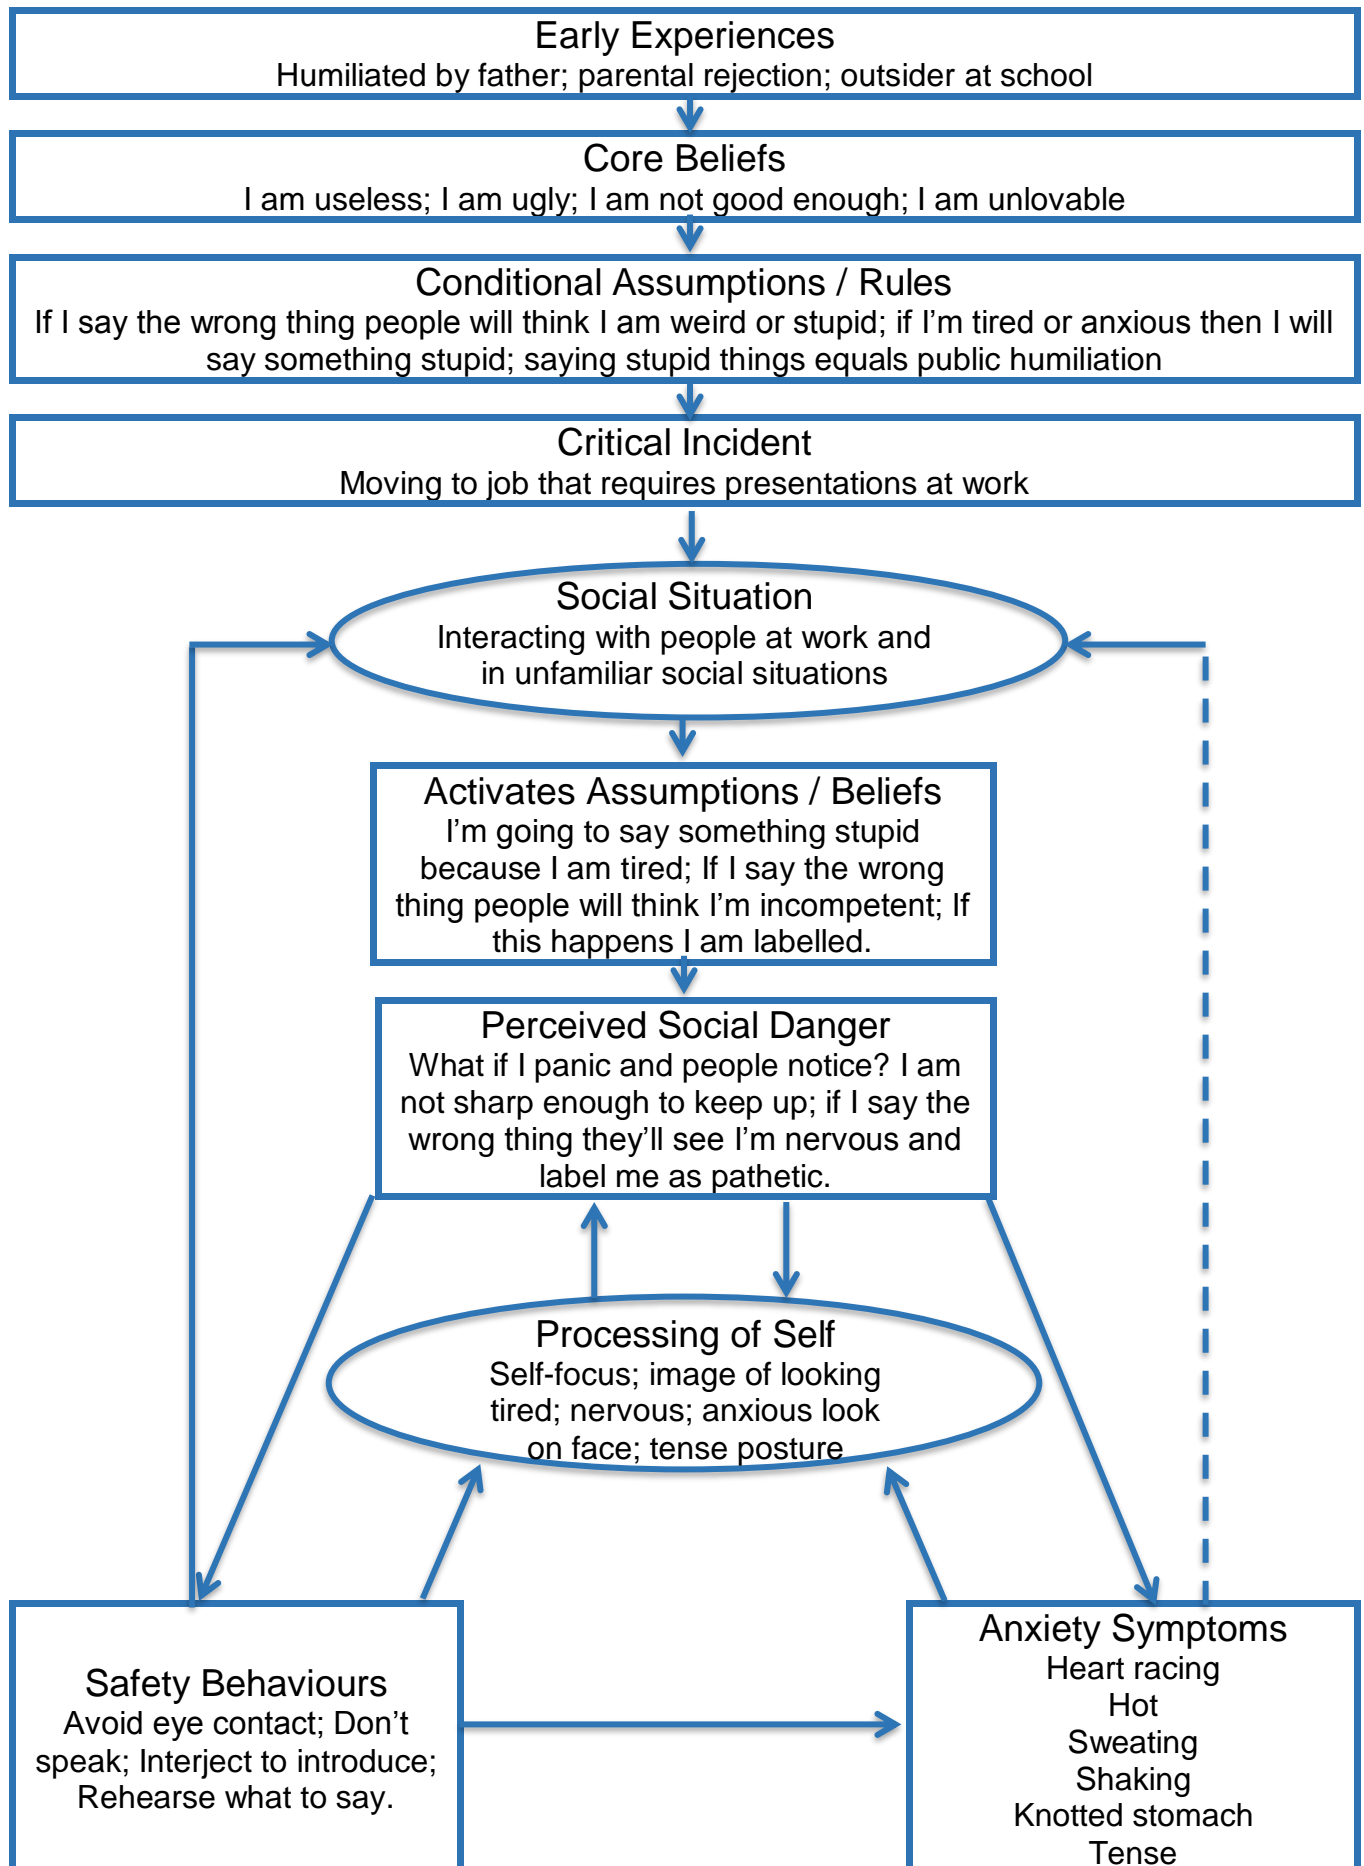 Early Experiences
Humiliated by father; parental rejection; outsider at school
Core Beliefs
I am useless; I am ugly; I am not good enough; I am unlovable
Conditional Assumptions / Rules
If I say the wrong thing people will think I am weird or stupid; if I’m tired or anxious then I will
say something stupid; saying stupid things equals public humiliation
Critical Incident
Moving to job that requires presentations at work
Social Situation
Interacting with people at work and
in unfamiliar social situations
Activates Assumptions / Beliefs
I’m going to say something stupid
because I am tired; If I say the wrong
thing people will think I’m incompetent; If
this happens I am labelled.
Perceived Social Danger
What if I panic and people notice? I am
not sharp enough to keep up; if I say the
wrong thing they’ll see I’m nervous and
label me as pathetic.
Processing of Self
Self-focus; image of looking
tired; nervous; anxious look
on face; tense posture
Safety Behaviours
Avoid eye contact; Don’t
speak; Interject to introduce;
Rehearse what to say.
Anxiety Symptoms
Heart racing
Hot
Sweating
Shaking
Knotted stomach
Tense